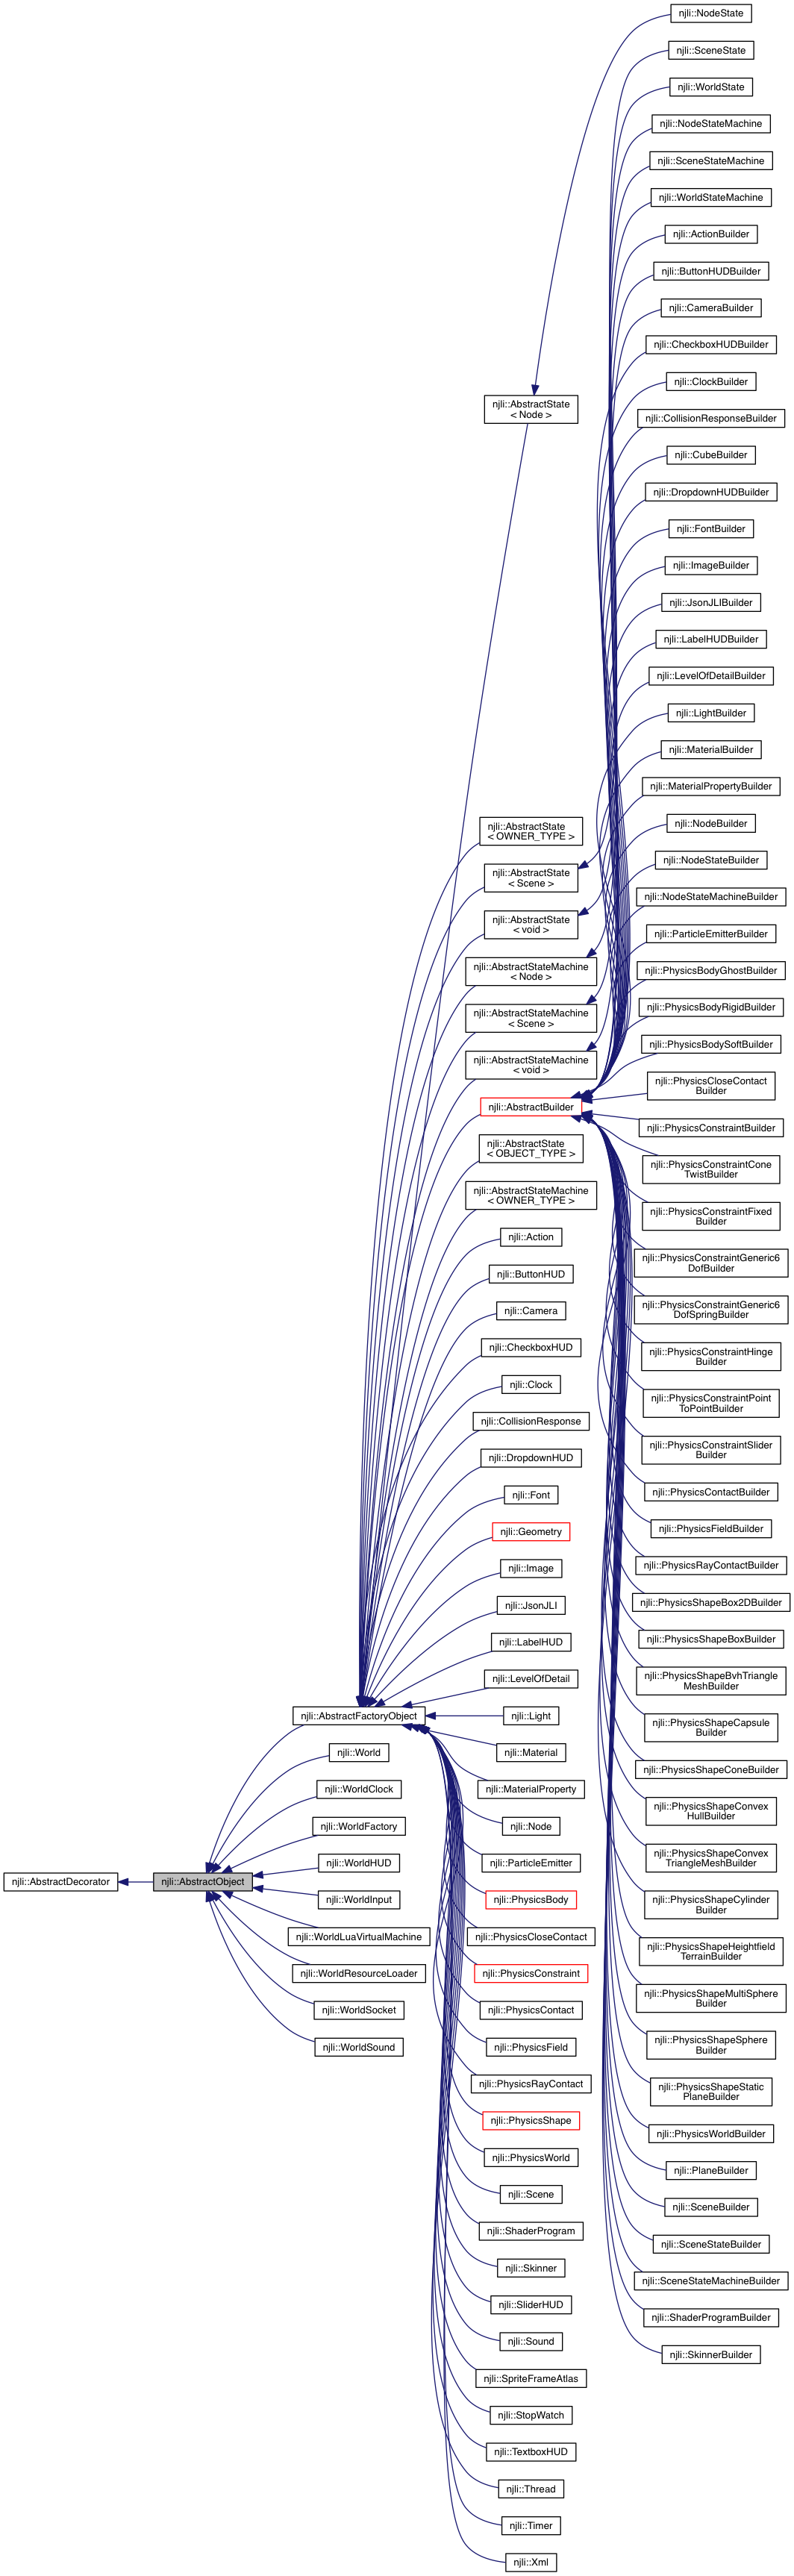 njli::NodeState
njli::SceneState
njli::WorldState
njli::NodeStateMachine
njli::SceneStateMachine
njli::WorldStateMachine
njli::ActionBuilder
njli::ButtonHUDBuilder
njli::CameraBuilder
njli::CheckboxHUDBuilder
njli::ClockBuilder
njli::AbstractState
< Node >
njli::CollisionResponseBuilder
njli::CubeBuilder
njli::DropdownHUDBuilder
njli::FontBuilder
njli::ImageBuilder
njli::JsonJLIBuilder
njli::LabelHUDBuilder
njli::LevelOfDetailBuilder
njli::LightBuilder
njli::MaterialBuilder
njli::MaterialPropertyBuilder
njli::NodeBuilder
njli::AbstractState
< OWNER_TYPE >
njli::NodeStateBuilder
njli::AbstractState
< Scene >
njli::NodeStateMachineBuilder
njli::AbstractState
< void >
njli::ParticleEmitterBuilder
njli::AbstractStateMachine
< Node >
njli::PhysicsBodyGhostBuilder
njli::PhysicsBodyRigidBuilder
njli::AbstractStateMachine
< Scene >
njli::PhysicsBodySoftBuilder
njli::AbstractStateMachine
< void >
njli::PhysicsCloseContact
Builder
njli::AbstractBuilder
njli::PhysicsConstraintBuilder
njli::AbstractState
< OBJECT_TYPE >
njli::PhysicsConstraintCone
TwistBuilder
njli::AbstractStateMachine
< OWNER_TYPE >
njli::PhysicsConstraintFixed
Builder
njli::Action
njli::PhysicsConstraintGeneric6
DofBuilder
njli::ButtonHUD
njli::PhysicsConstraintGeneric6
DofSpringBuilder
njli::Camera
njli::CheckboxHUD
njli::PhysicsConstraintHinge
Builder
njli::Clock
njli::PhysicsConstraintPoint
ToPointBuilder
njli::CollisionResponse
njli::PhysicsConstraintSlider
Builder
njli::DropdownHUD
njli::PhysicsContactBuilder
njli::Font
njli::PhysicsFieldBuilder
njli::Geometry
njli::PhysicsRayContactBuilder
njli::Image
njli::PhysicsShapeBox2DBuilder
njli::JsonJLI
njli::PhysicsShapeBoxBuilder
njli::LabelHUD
njli::PhysicsShapeBvhTriangle
MeshBuilder
njli::LevelOfDetail
njli::AbstractFactoryObject
njli::Light
njli::PhysicsShapeCapsule
Builder
njli::World
njli::Material
njli::PhysicsShapeConeBuilder
njli::WorldClock
njli::MaterialProperty
njli::PhysicsShapeConvex
HullBuilder
njli::WorldFactory
njli::Node
njli::PhysicsShapeConvex
TriangleMeshBuilder
njli::WorldHUD
njli::ParticleEmitter
njli::AbstractDecorator
njli::AbstractObject
njli::WorldInput
njli::PhysicsBody
njli::PhysicsShapeCylinder
Builder
njli::WorldLuaVirtualMachine
njli::PhysicsCloseContact
njli::PhysicsShapeHeightfield
TerrainBuilder
njli::WorldResourceLoader
njli::PhysicsConstraint
njli::PhysicsShapeMultiSphere
Builder
njli::WorldSocket
njli::PhysicsContact
njli::PhysicsShapeSphere
Builder
njli::WorldSound
njli::PhysicsField
njli::PhysicsRayContact
njli::PhysicsShapeStatic
PlaneBuilder
njli::PhysicsShape
njli::PhysicsWorldBuilder
njli::PhysicsWorld
njli::PlaneBuilder
njli::Scene
njli::SceneBuilder
njli::ShaderProgram
njli::SceneStateBuilder
njli::Skinner
njli::SceneStateMachineBuilder
njli::SliderHUD
njli::ShaderProgramBuilder
njli::Sound
njli::SkinnerBuilder
njli::SpriteFrameAtlas
njli::StopWatch
njli::TextboxHUD
njli::Thread
njli::Timer
njli::Xml